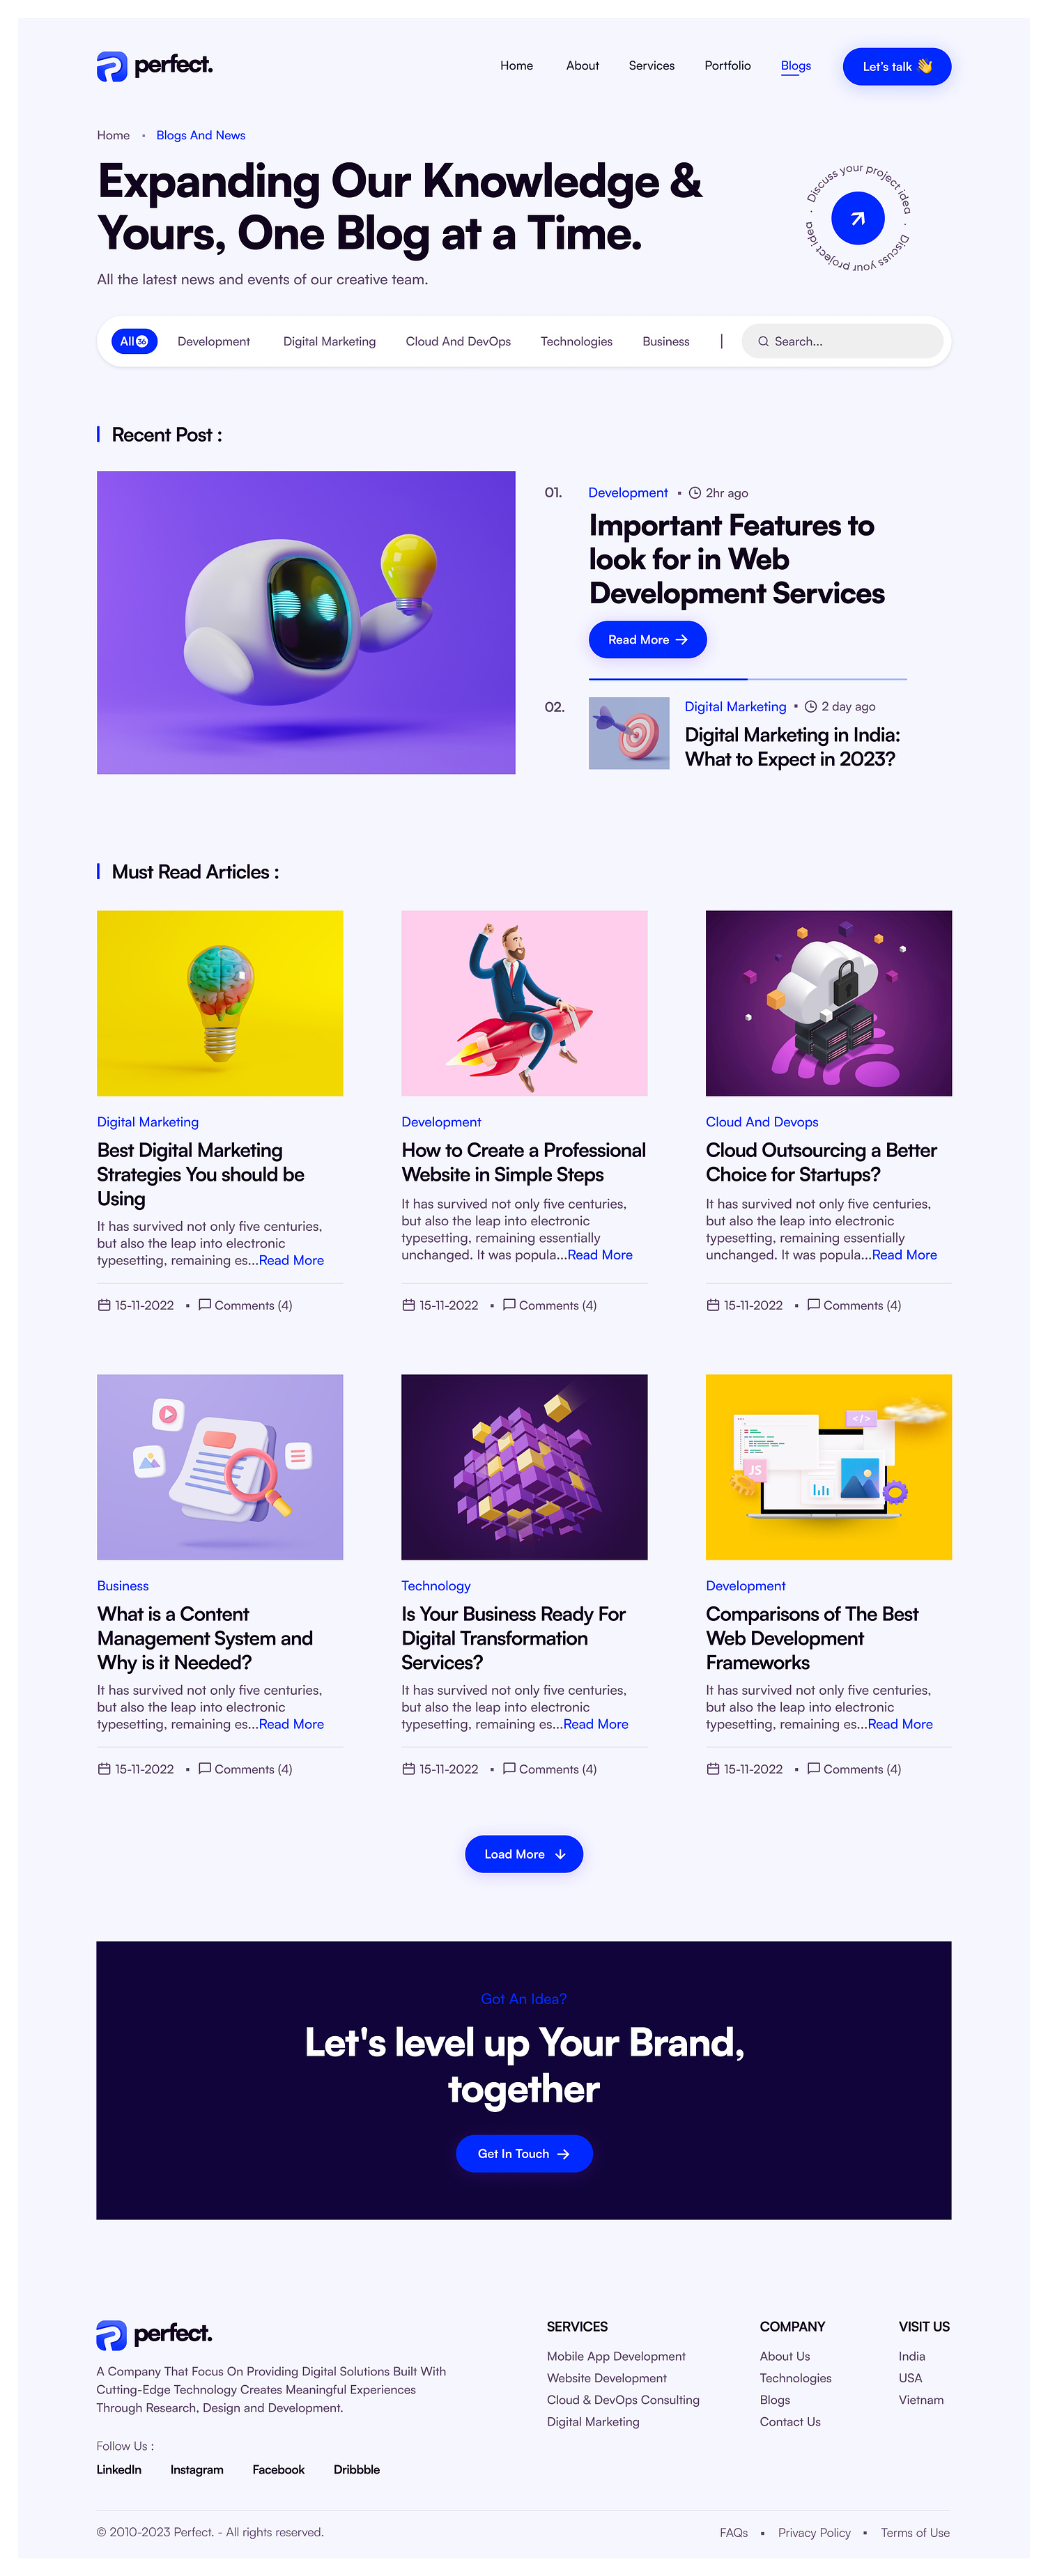 perfect.
Home About Services Portfolio Blogs Let's talk 👋
Home • Blogs And News
Expanding Our Knowledge &
Yours, One Blog at a Time.
All the latest news and events of our creative team.
Discuss your project idea · Discuss your project idea ·
All 36 Development Digital Marketing Cloud And DevOps Technologies Business | Search...
Recent Post :
01. Development ▪ 2hr ago
Important Features to
look for in Web
Development Services
Read More →
02. Digital Marketing ▪ 2 day ago
Digital Marketing in India:
What to Expect in 2023?
Must Read Articles :
Digital Marketing
Best Digital Marketing
Strategies You should be
Using
It has survived not only five centuries,
but also the leap into electronic
typesetting, remaining es...Read More
15-11-2022 ▪ Comments (4)
Development
How to Create a Professional
Website in Simple Steps
It has survived not only five centuries,
but also the leap into electronic
typesetting, remaining essentially
unchanged. It was popula...Read More
15-11-2022 ▪ Comments (4)
Cloud And Devops
Cloud Outsourcing a Better
Choice for Startups?
It has survived not only five centuries,
but also the leap into electronic
typesetting, remaining essentially
unchanged. It was popula...Read More
15-11-2022 ▪ Comments (4)
Business
What is a Content
Management System and
Why is it Needed?
It has survived not only five centuries,
but also the leap into electronic
typesetting, remaining es...Read More
15-11-2022 ▪ Comments (4)
Technology
Is Your Business Ready For
Digital Transformation
Services?
It has survived not only five centuries,
but also the leap into electronic
typesetting, remaining es...Read More
15-11-2022 ▪ Comments (4)
</>
JS
Development
Comparisons of The Best
Web Development
Frameworks
It has survived not only five centuries,
but also the leap into electronic
typesetting, remaining es...Read More
15-11-2022 ▪ Comments (4)
Load More ↓
Got An Idea?
Let's level up Your Brand,
together
Get In Touch →
perfect.
A Company That Focus On Providing Digital Solutions Built With
Cutting-Edge Technology Creates Meaningful Experiences
Through Research, Design and Development.
Follow Us :
LinkedIn Instagram Facebook Dribbble
SERVICES
Mobile App Development
Website Development
Cloud & DevOps Consulting
Digital Marketing
COMPANY
About Us
Technologies
Blogs
Contact Us
VISIT US
India
USA
Vietnam
© 2010-2023 Perfect. - All rights reserved.
FAQs ▪ Privacy Policy ▪ Terms of Use